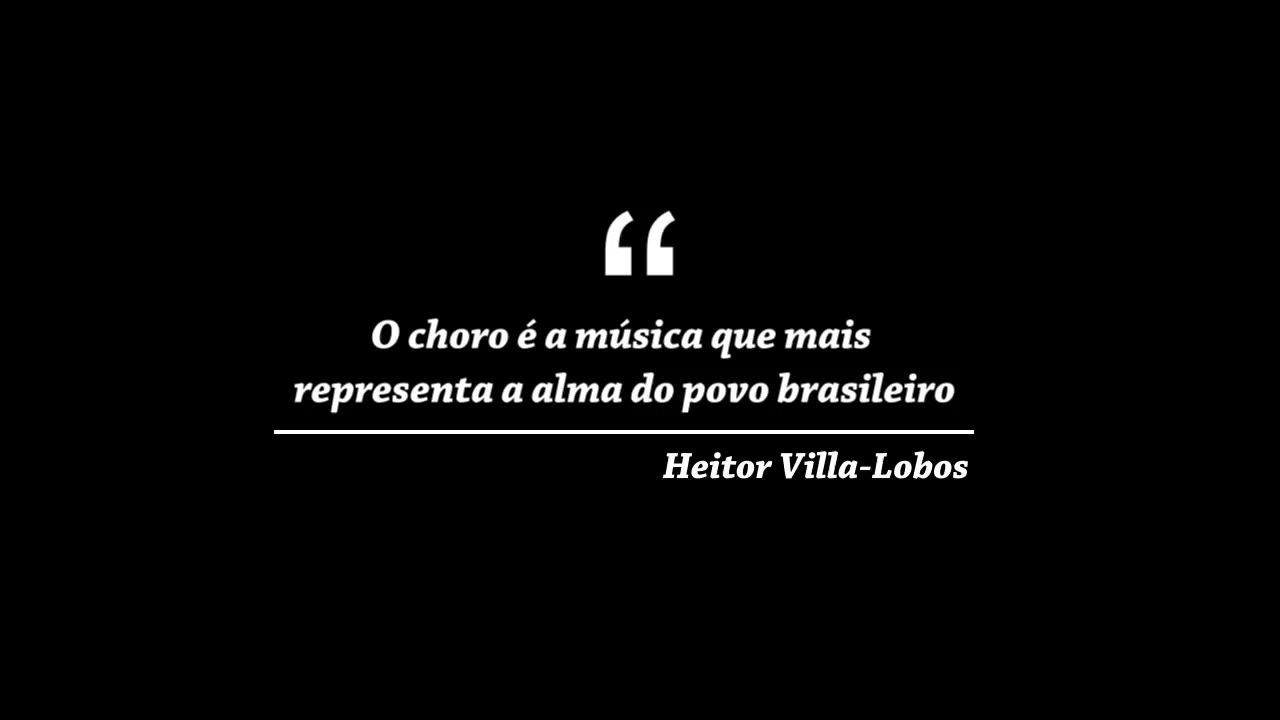 “
O choro é a música que mais
representa a alma do povo brasileiro
Heitor Villa-Lobos